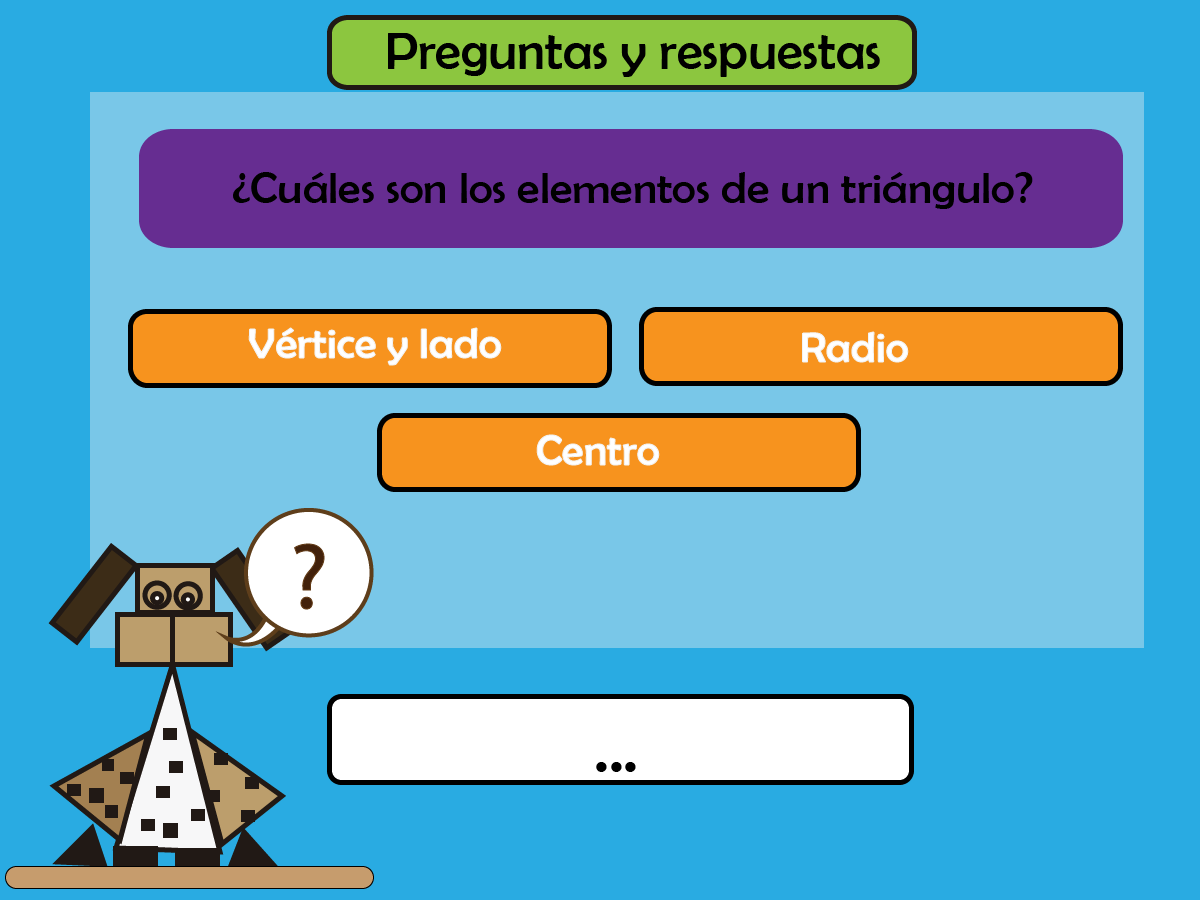 Preguntas y respuestas
¿Cuáles son los elementos de un triángulo?
Vértice y lado
Radio
Centro
?
...